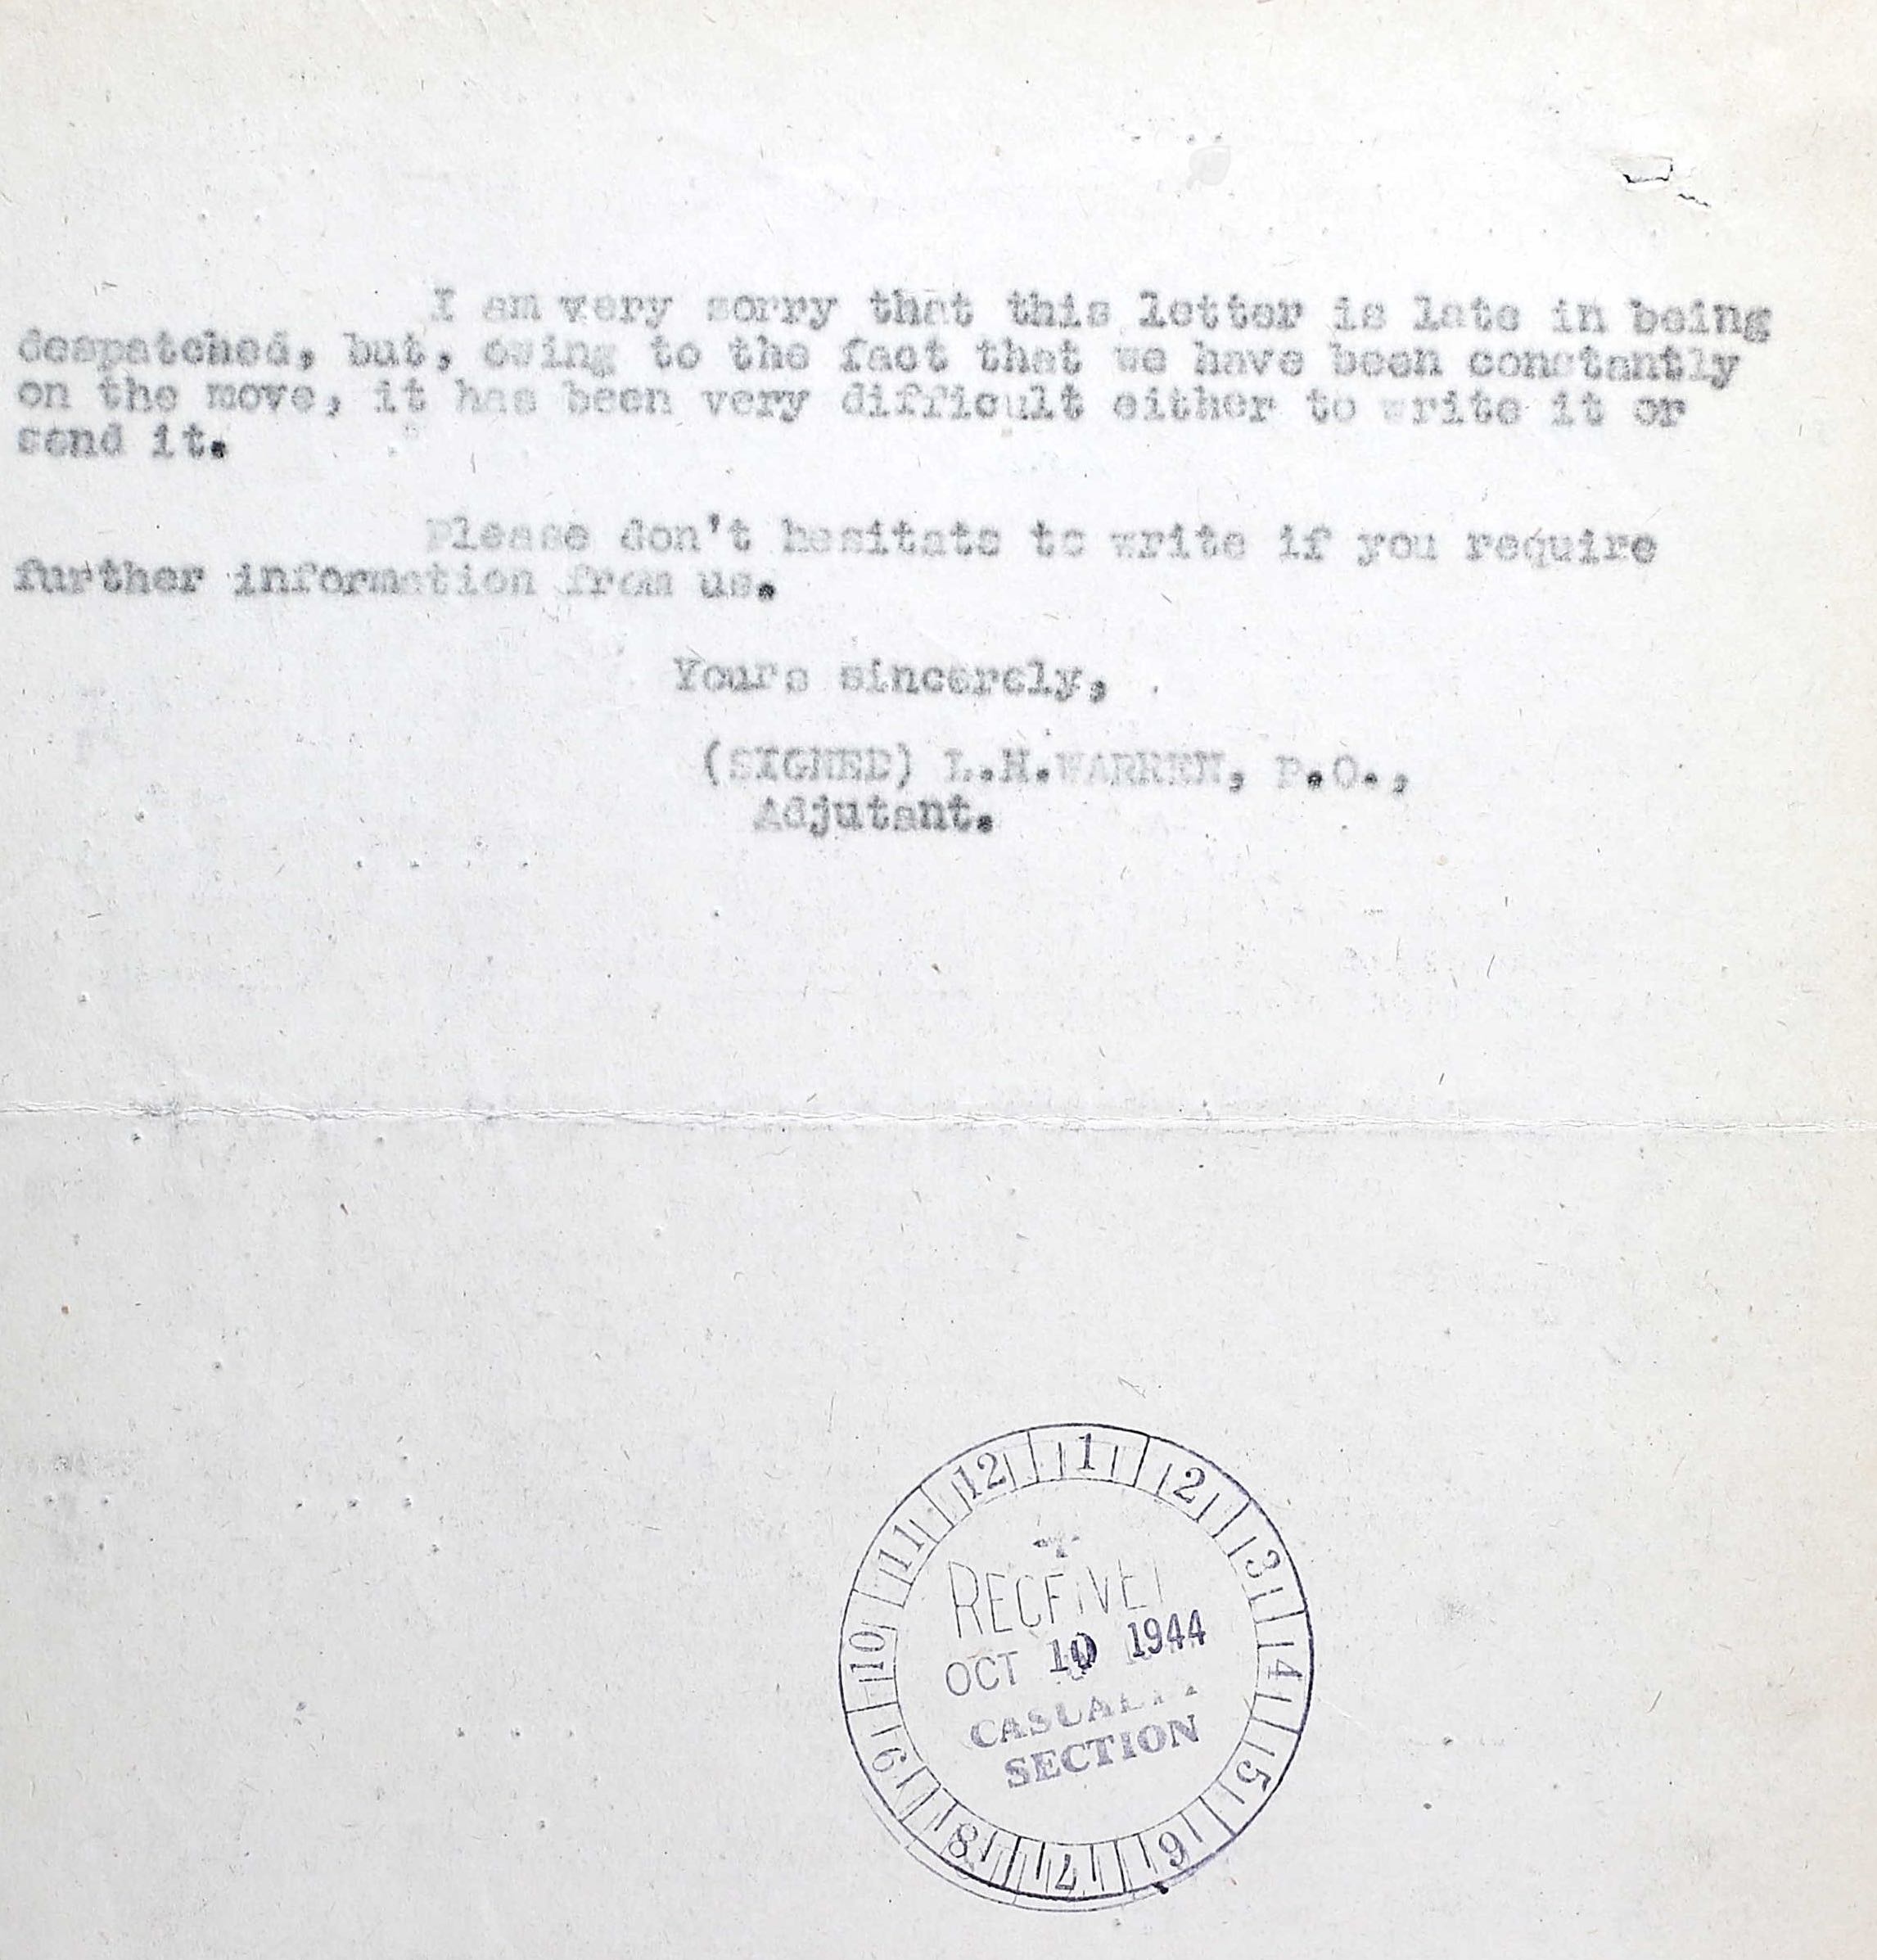 I am very sorry that this letter is late in being
despatched, but, owing to the fact that we have been constantly
on the move, it has been very difficult either to write it or
send it.
Please don't hesitate to write if you require
further information from us.
Yours sincerely,
(SIGNED) L.H.WARREN, P.O.,
Adjutant.
12 1 2 3 4 5 6 7 8 9 10 11
RECEIVED
OCT 10 1944
CASUALTY
SECTION